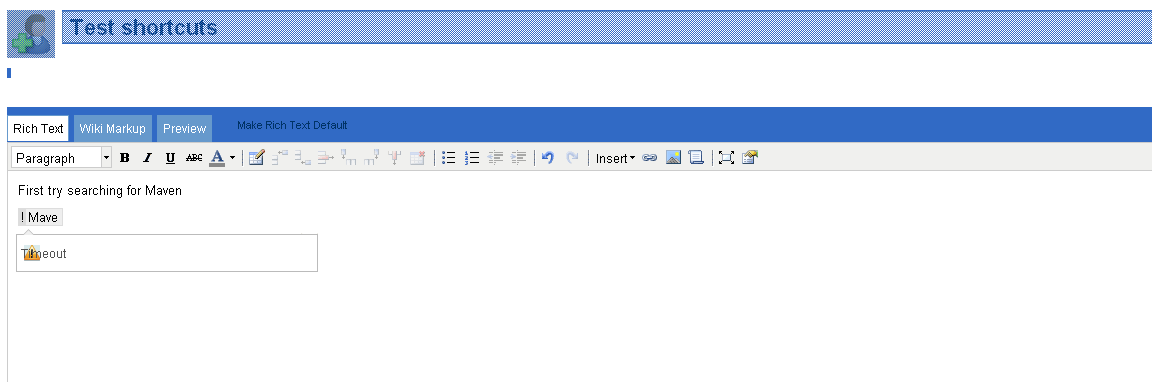 Test shortcuts
Rich Text Wiki Markup Preview Make Rich Text Default
Paragraph B I U ABC A Insert
First try searching for Maven
! Mave
Timeout